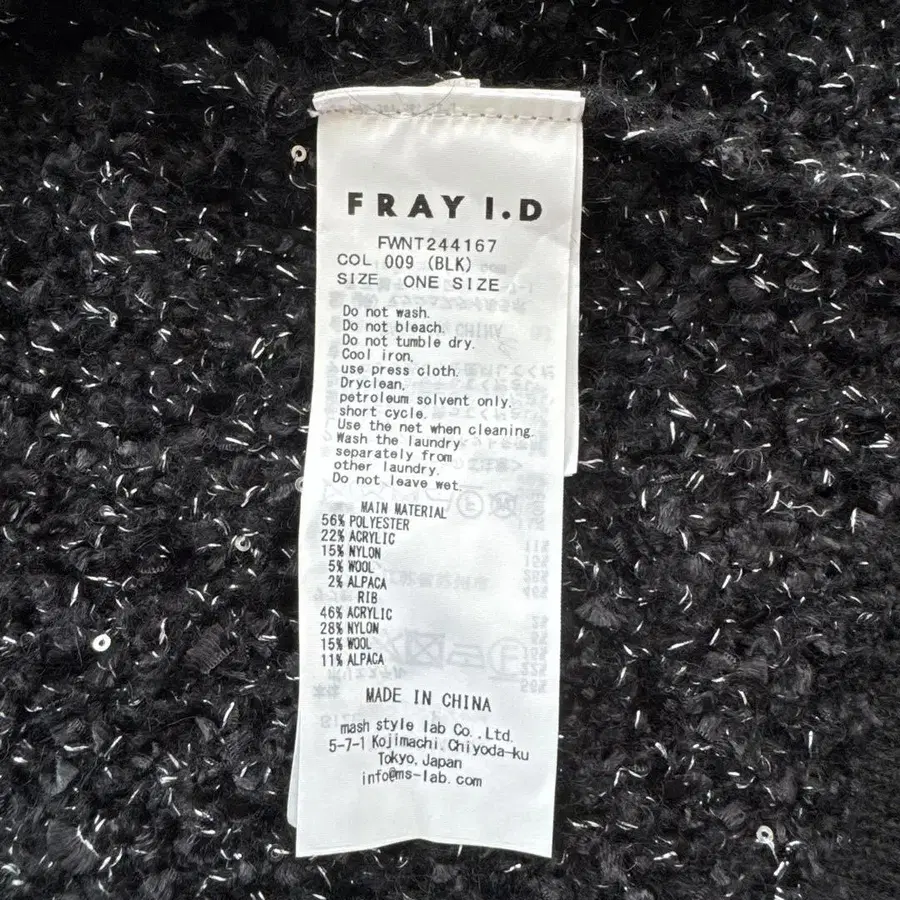 FRAY I.D
FWNT244167
COL 009 (BLK)
SIZE ONE SIZE
Do not wash.
Do not bleach.
Do not tumble dry.
Cool iron,
use press cloth.
Dryclean,
petroleum solvent only.
short cycle.
Use the net when cleaning.
Wash the laundry
separately from
other laundry.
Do not leave wet
MAIN MATERIAL
56% POLYESTER
22% ACRYLIC
15% NYLON
5% WOOL
2% ALPACA
RIB
46% ACRYLIC
28% NYLON
15% WOOL
11% ALPACA
MADE IN CHINA
mash style lab Co.,Ltd.
5-7-1 Kojimachi,Chiyoda-ku
Tokyo,Japan
info@ms-lab.com